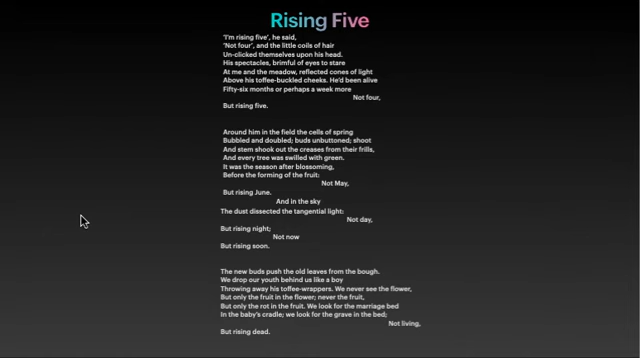 Rising Five
'I'm rising five', he said,
'Not four', and the little coils of hair
Un-clicked themselves upon his head.
His spectacles, brimful of eyes to stare
At me and the meadow, reflected cones of light
Above his toffee-buckled cheeks. He'd been alive
Fifty-six months or perhaps a week more
Not four,
But rising five.
Around him in the field the cells of spring
Bubbled and doubled; buds unbuttoned; shoot
And stem shook out the creases from their frills,
And every tree was swilled with green.
It was the season after blossoming,
Before the forming of the fruit:
Not May,
But rising June.
And in the sky
The dust dissected the tangential light:
Not day,
But rising night;
Not now
But rising soon.
The new buds push the old leaves from the bough.
We drop our youth behind us like a boy
Throwing away his toffee-wrappers. We never see the flower,
But only the fruit in the flower; never the fruit,
But only the rot in the fruit. We look for the marriage bed
In the baby's cradle; we look for the grave in the bed;
Not living,
But rising dead.